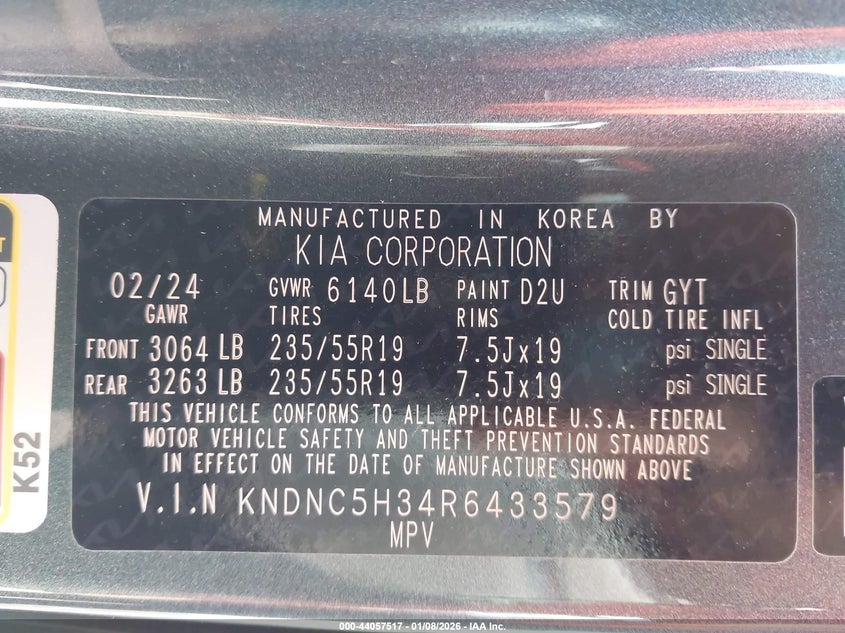 MANUFACTURED IN KOREA BY
KIA CORPORATION
02/24 GVWR 6140LB PAINT D2U TRIM GYT
GAWR TIRES RIMS COLD TIRE INFL
FRONT 3064 LB 235/55R19 7.5Jx19 psi SINGLE
REAR 3263 LB 235/55R19 7.5Jx19 psi SINGLE
THIS VEHICLE CONFORMS TO ALL APPLICABLE U.S.A. FEDERAL
MOTOR VEHICLE SAFETY AND THEFT PREVENTION STANDARDS
IN EFFECT ON THE DATE OF MANUFACTURE SHOWN ABOVE
V.I.N KNDNC5H34R6433579
MPV
K52
000-44057517 - 01/08/2026 - IAA Inc.